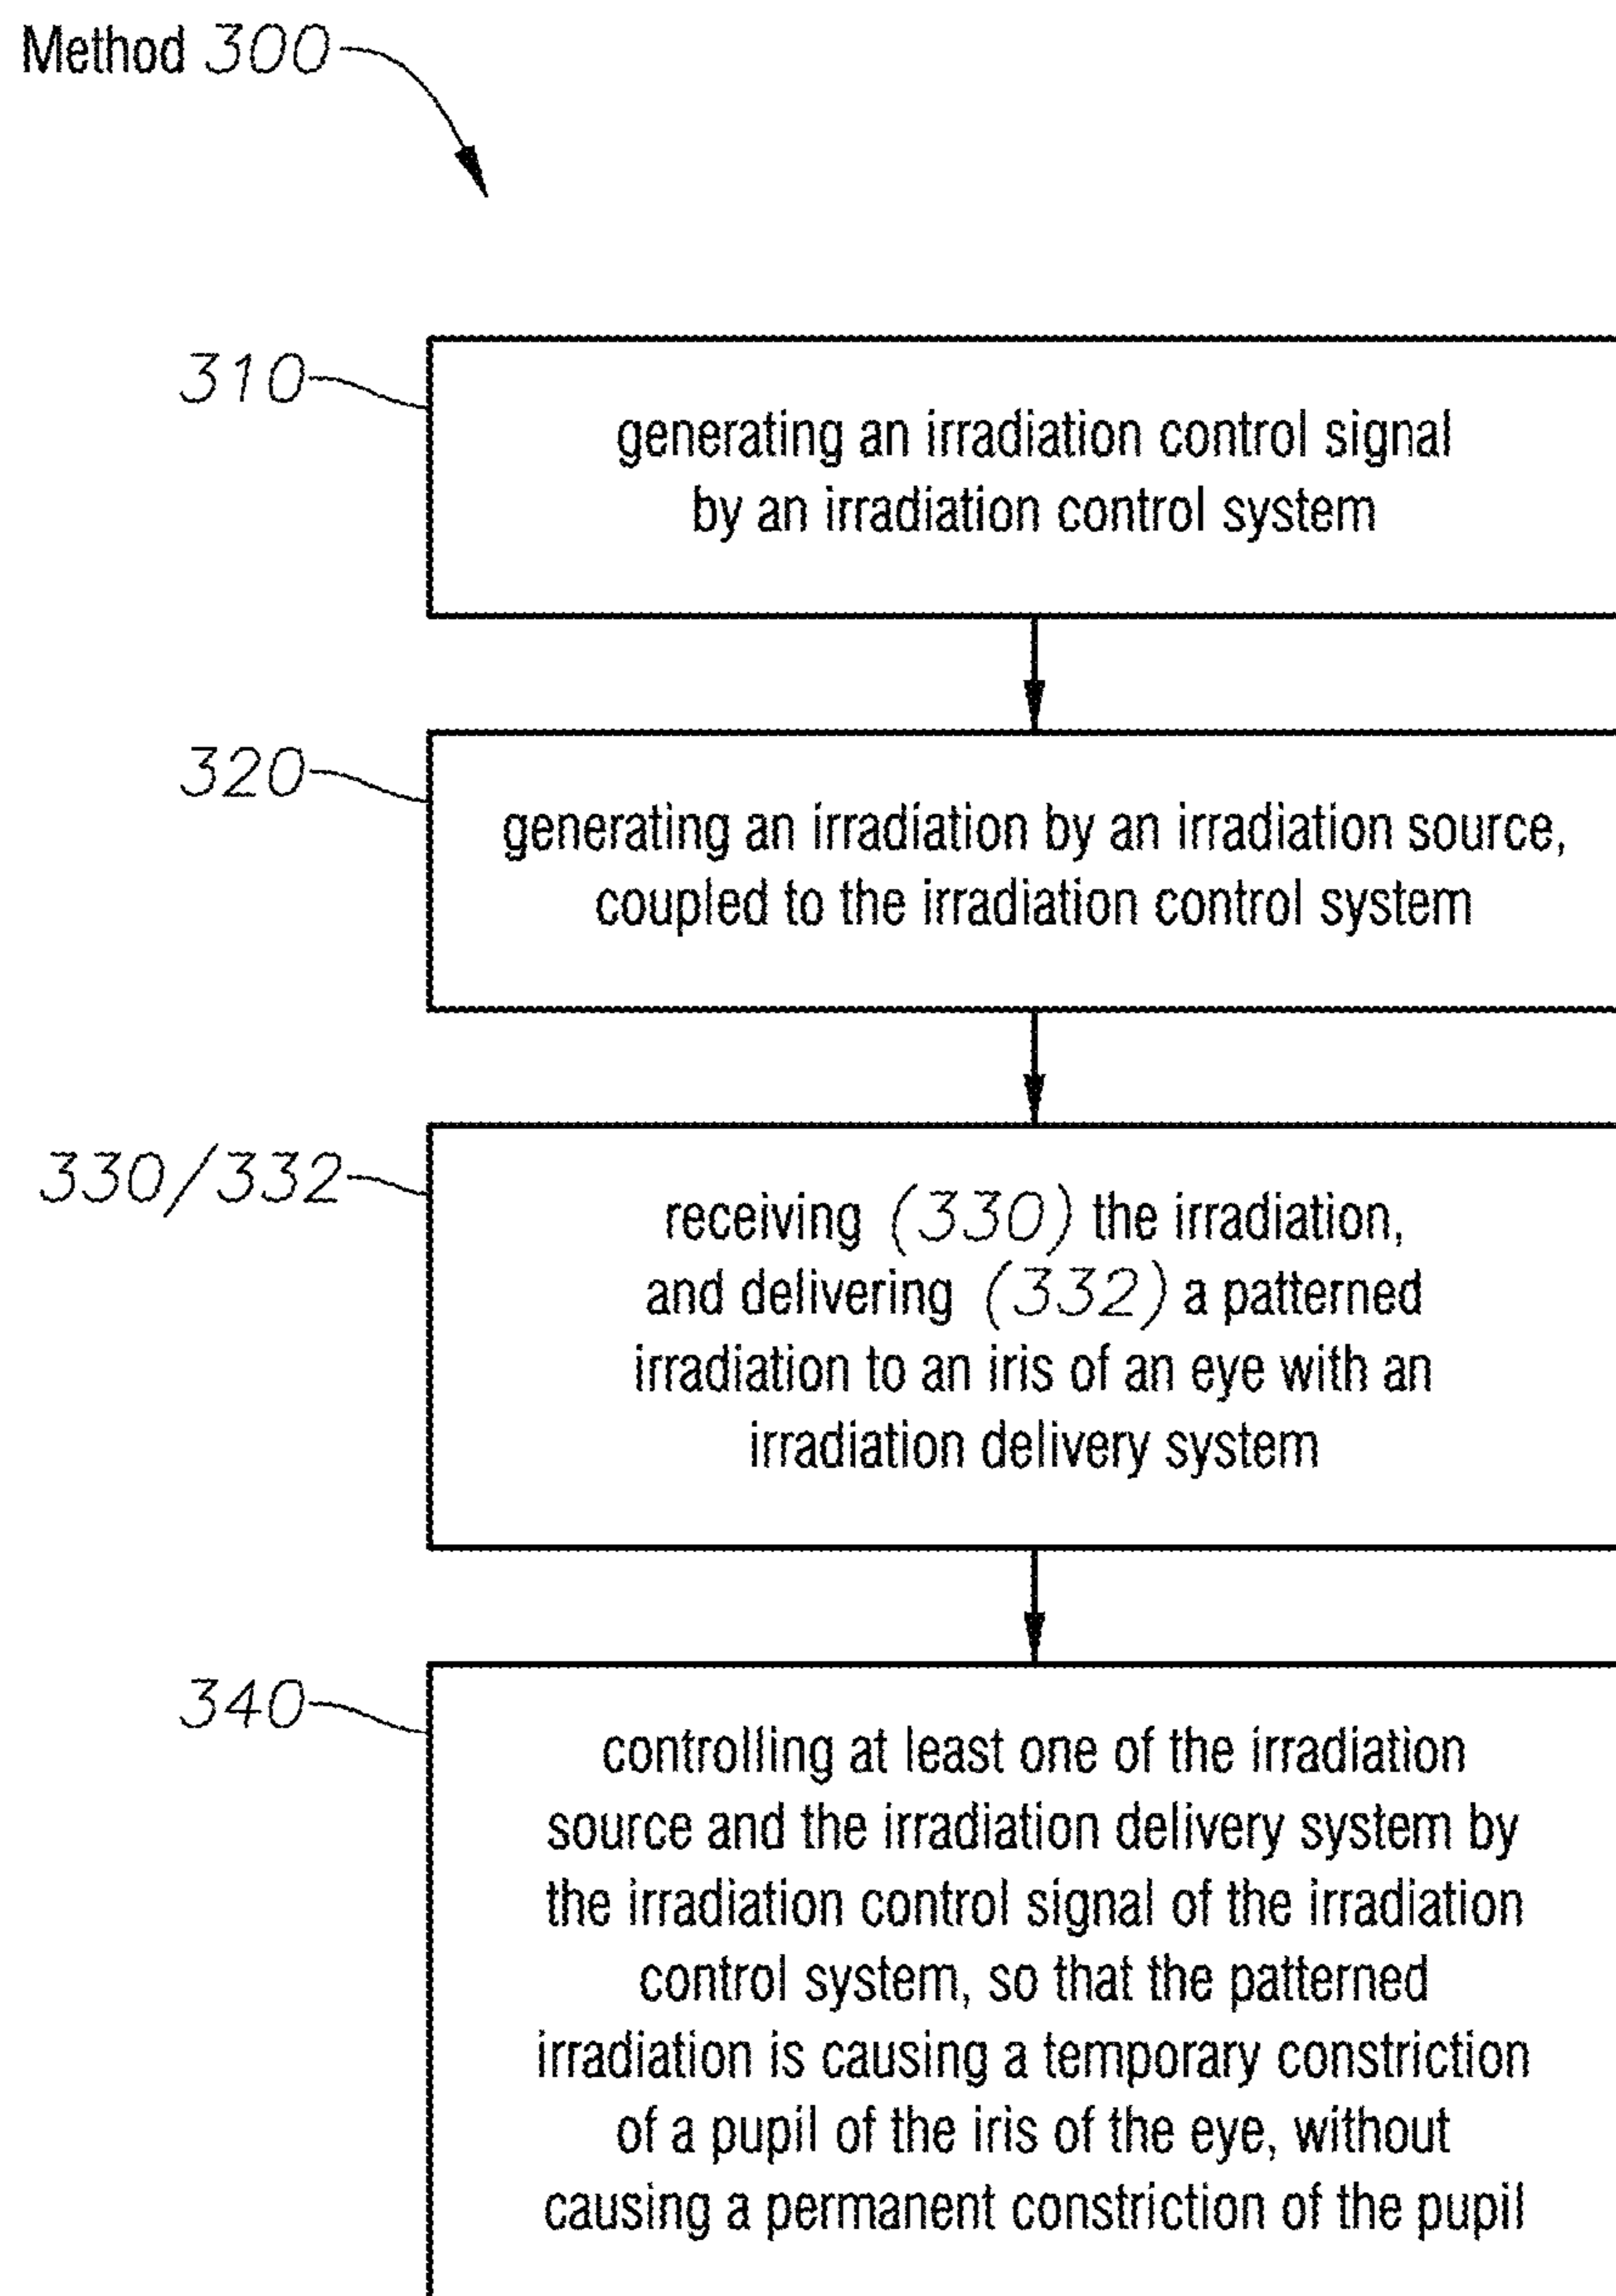 Method 300
310
generating an irradiation control signal
by an irradiation control system
320
generating an irradiation by an irradiation source,
coupled to the irradiation control system
330/332
receiving (330) the irradiation,
and delivering (332) a patterned
irradiation to an iris of an eye with an
irradiation delivery system
340
controlling at least one of the irradiation
source and the irradiation delivery system by
the irradiation control signal of the irradiation
control system, so that the patterned
irradiation is causing a temporary constriction
of a pupil of the iris of the eye, without
causing a permanent constriction of the pupil